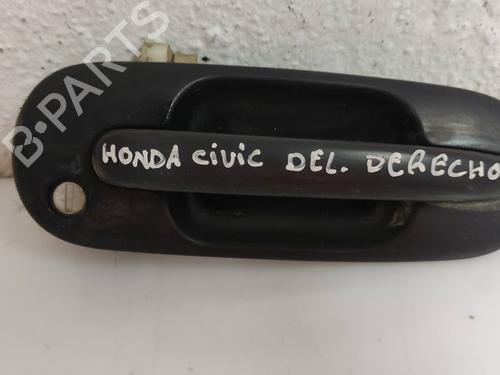 B-PARTS
HONDA CIVIC DEL. DERECHO